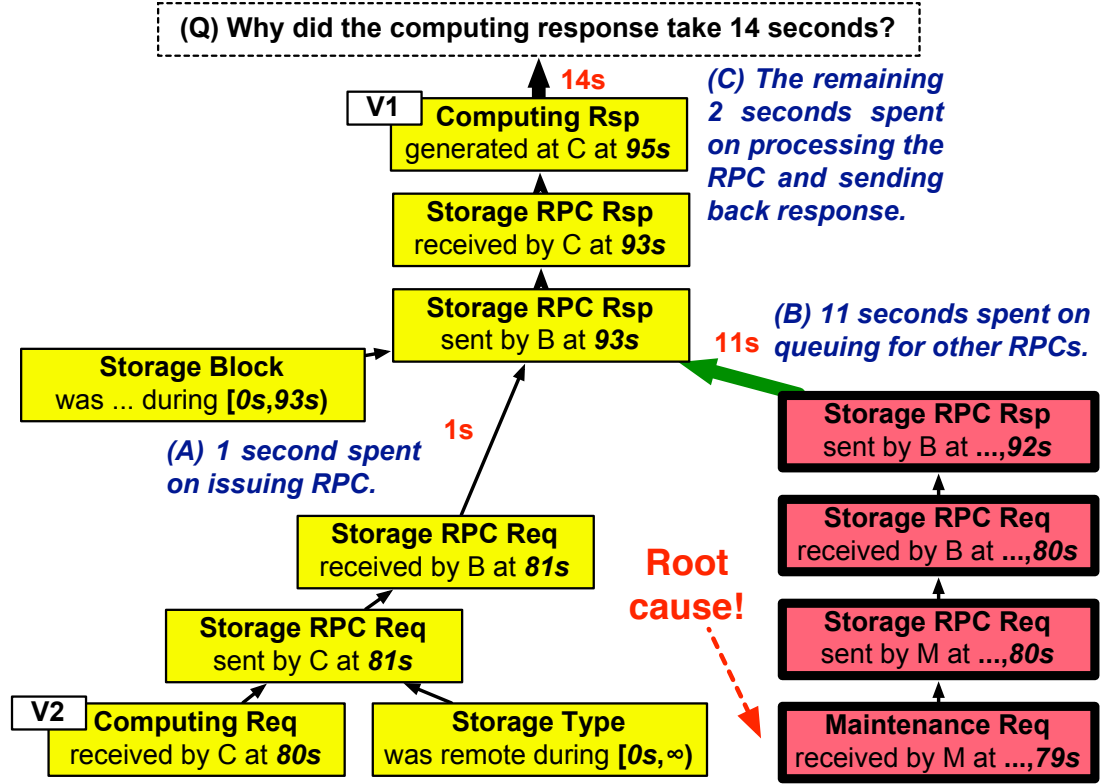 (Q) Why did the computing response take 14 seconds?
14s
(C) The remaining
2 seconds spent
on processing the
RPC and sending
back response.
V1
Computing Rsp
generated at C at 95s
Storage RPC Rsp
received by C at 93s
Storage RPC Rsp
sent by B at 93s
(B) 11 seconds spent on
queuing for other RPCs.
11s
Storage Block
was ... during [0s,93s)
1s
(A) 1 second spent
on issuing RPC.
Storage RPC Rsp
sent by B at ...,92s
Storage RPC Req
received by B at 81s
Storage RPC Req
received by B at ...,80s
Root
cause!
Storage RPC Req
sent by C at 81s
Storage RPC Req
sent by M at ...,80s
V2
Computing Req
received by C at 80s
Storage Type
was remote during [0s,∞)
Maintenance Req
received by M at ...,79s